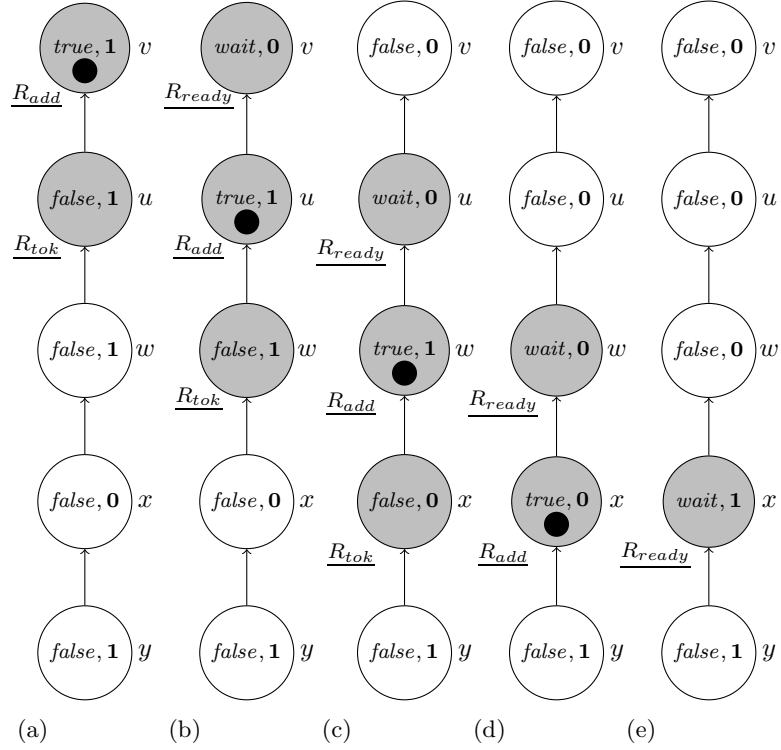 true, 1 v wait, 0 v false, 0 v false, 0 v false, 0 v
R_add R_ready
false, 1 u true, 1 u wait, 0 u false, 0 u false, 0 u
R_tok R_add R_ready
false, 1 w false, 1 w true, 1 w wait, 0 w false, 0 w
R_tok R_add R_ready
false, 0 x false, 0 x false, 0 x true, 0 x wait, 1 x
R_tok R_add R_ready
false, 1 y false, 1 y false, 1 y false, 1 y false, 1 y
(a) (b) (c) (d) (e)